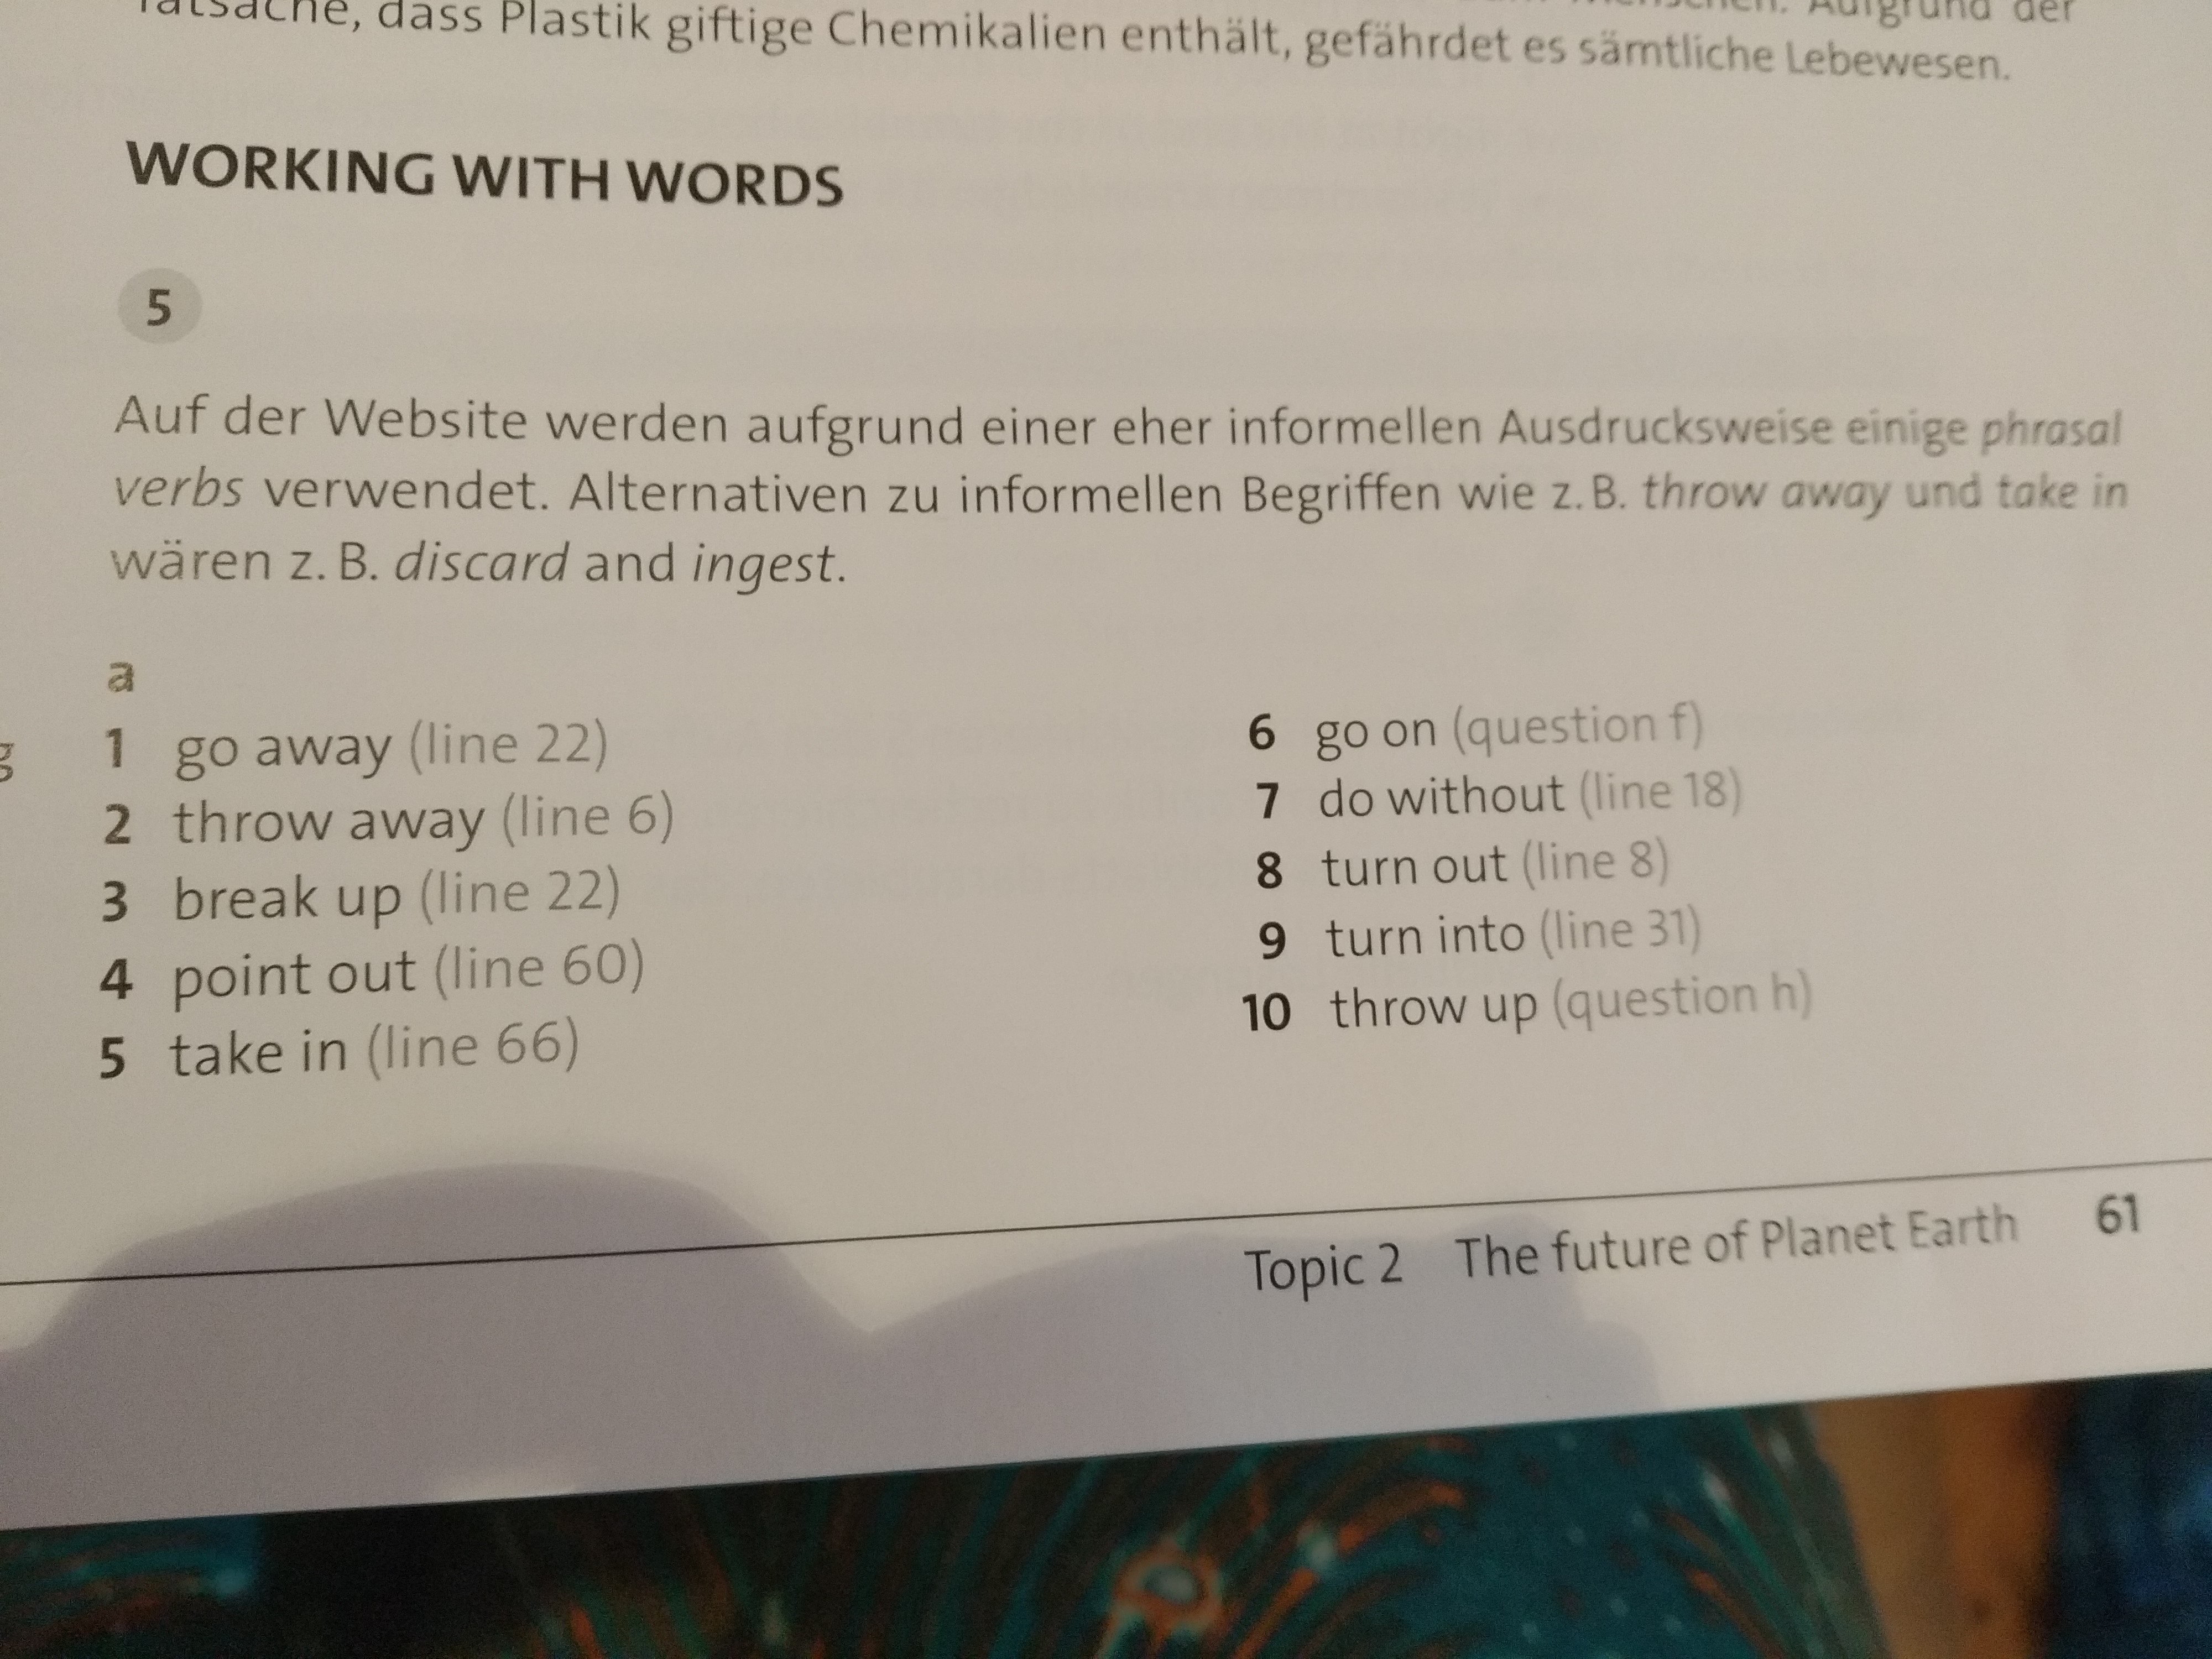 Tatsache, dass Plastik giftige Chemikalien enthält, gefährdet es sämtliche Lebewesen. Aufgrund der
WORKING WITH WORDS
5
Auf der Website werden aufgrund einer eher informellen Ausdrucksweise einige phrasal
verbs verwendet. Alternativen zu informellen Begriffen wie z. B. throw away und take in
wären z. B. discard and ingest.
a
1 go away (line 22)
2 throw away (line 6)
3 break up (line 22)
4 point out (line 60)
5 take in (line 66)
6 go on (question f)
7 do without (line 18)
8 turn out (line 8)
9 turn into (line 31)
10 throw up (question h)
Topic 2 The future of Planet Earth 61